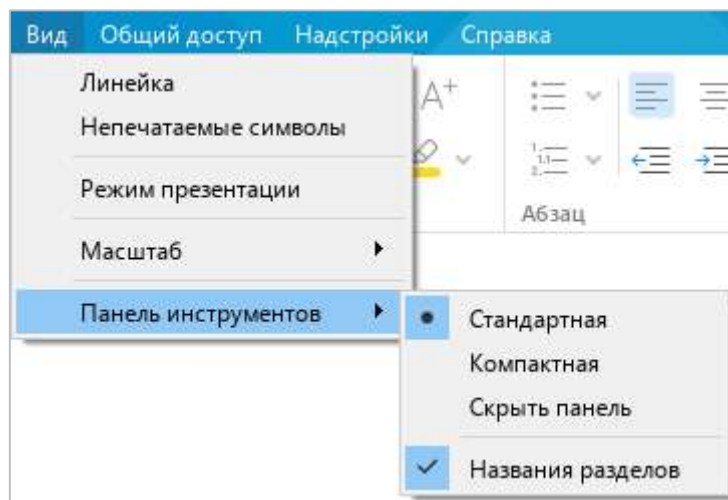 Вид Общий доступ Надстройки Справка
Линейка
Непечатаемые символы
Режим презентации
Масштаб
Панель инструментов
A+
Абзац
Стандартная
Компактная
Скрыть панель
Названия разделов